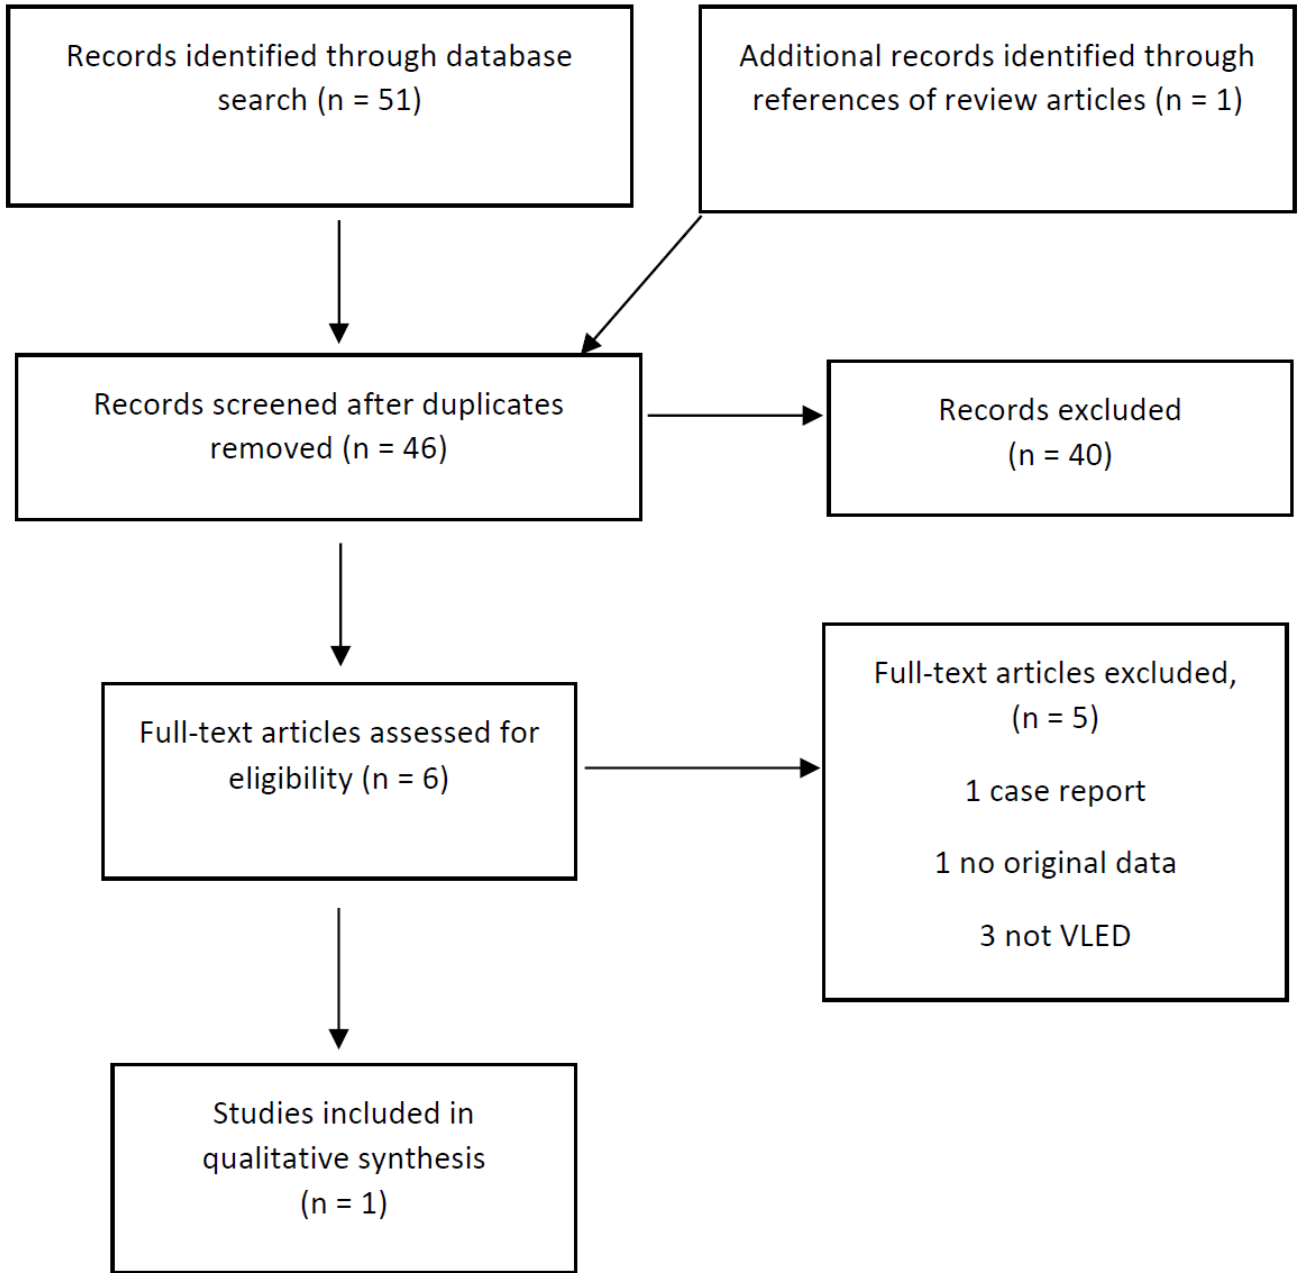 Records identified through database
search (n = 51)
Additional records identified through
references of review articles (n = 1)
Records screened after duplicates
removed (n = 46)
Records excluded
(n = 40)
Full-text articles assessed for
eligibility (n = 6)
Full-text articles excluded,
(n = 5)
1 case report
1 no original data
3 not VLED
Studies included in
qualitative synthesis
(n = 1)